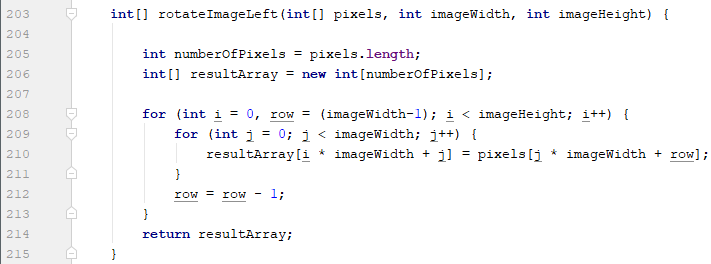 203 int[] rotateImageLeft(int[] pixels, int imageWidth, int imageHeight) {
204
205 int numberOfPixels = pixels.length;
206 int[] resultArray = new int[numberOfPixels];
207
208 for (int i = 0, row = (imageWidth-1); i < imageHeight; i++) {
209 for (int j = 0; j < imageWidth; j++) {
210 resultArray[i * imageWidth + j] = pixels[j * imageWidth + row];
211 }
212 row = row - 1;
213 }
214 return resultArray;
215 }